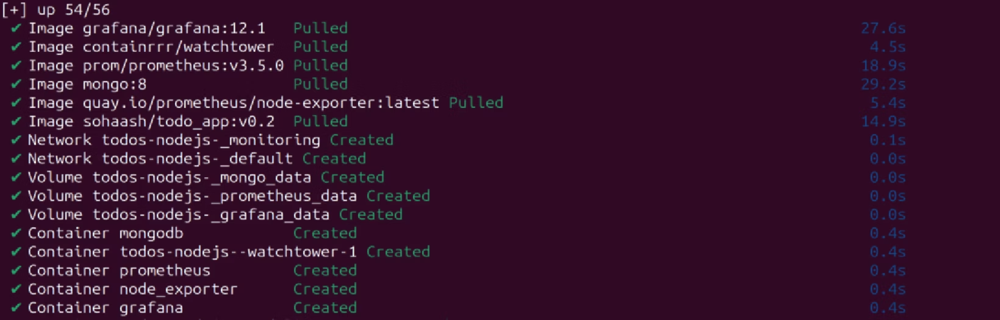 [+] up 54/56
✔ Image grafana/grafana:12.1 Pulled 27.6s
✔ Image containrrr/watchtower Pulled 4.5s
✔ Image prom/prometheus:v3.5.0 Pulled 18.9s
✔ Image mongo:8 Pulled 29.2s
✔ Image quay.io/prometheus/node-exporter:latest Pulled 5.4s
✔ Image sohaash/todo_app:v0.2 Pulled 14.9s
✔ Network todos-nodejs-_monitoring Created 0.1s
✔ Network todos-nodejs-_default Created 0.0s
✔ Volume todos-nodejs-_mongo_data Created 0.0s
✔ Volume todos-nodejs-_prometheus_data Created 0.0s
✔ Volume todos-nodejs-_grafana_data Created 0.0s
✔ Container mongodb Created 0.4s
✔ Container todos-nodejs--watchtower-1 Created 0.4s
✔ Container prometheus Created 0.4s
✔ Container node_exporter Created 0.4s
✔ Container grafana Created 0.4s